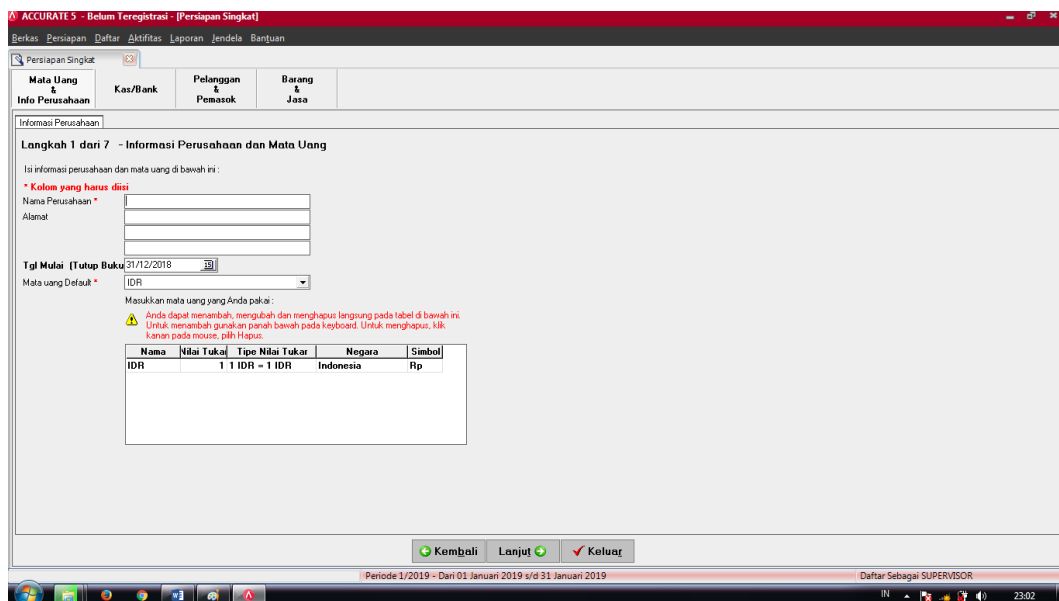 ACCURATE 5 - Belum Teregistrasi - [Persiapan Singkat]
Berkas Persiapan Daftar Aktifitas Laporan Jendela Bantuan
Persiapan Singkat
Mata Uang
&
Info Perusahaan
Kas/Bank
Pelanggan
&
Pemasok
Barang
&
Jasa
Informasi Perusahaan
Langkah 1 dari 7 - Informasi Perusahaan dan Mata Uang
Isi informasi perusahaan dan mata uang di bawah ini :
* Kolom yang harus diisi
Nama Perusahaan *
Alamat
Tgl Mulai (Tutup Buku 31/12/2018 15
Mata uang Default * IDR
Masukkan mata uang yang Anda pakai :
Anda dapat menambah, mengubah dan menghapus langsung pada tabel di bawah ini.
Untuk menambah gunakan panah bawah pada keyboard. Untuk menghapus, klik
kanan pada mouse, pilih Hapus.
Nama Nilai Tukar Tipe Nilai Tukar Negara Simbol
IDR 1 1 IDR = 1 IDR Indonesia Rp
Kembali Lanjut Keluar
Periode 1/2019 - Dari 01 Januari 2019 s/d 31 Januari 2019 Daftar Sebagai SUPERVISOR
IN 23:02